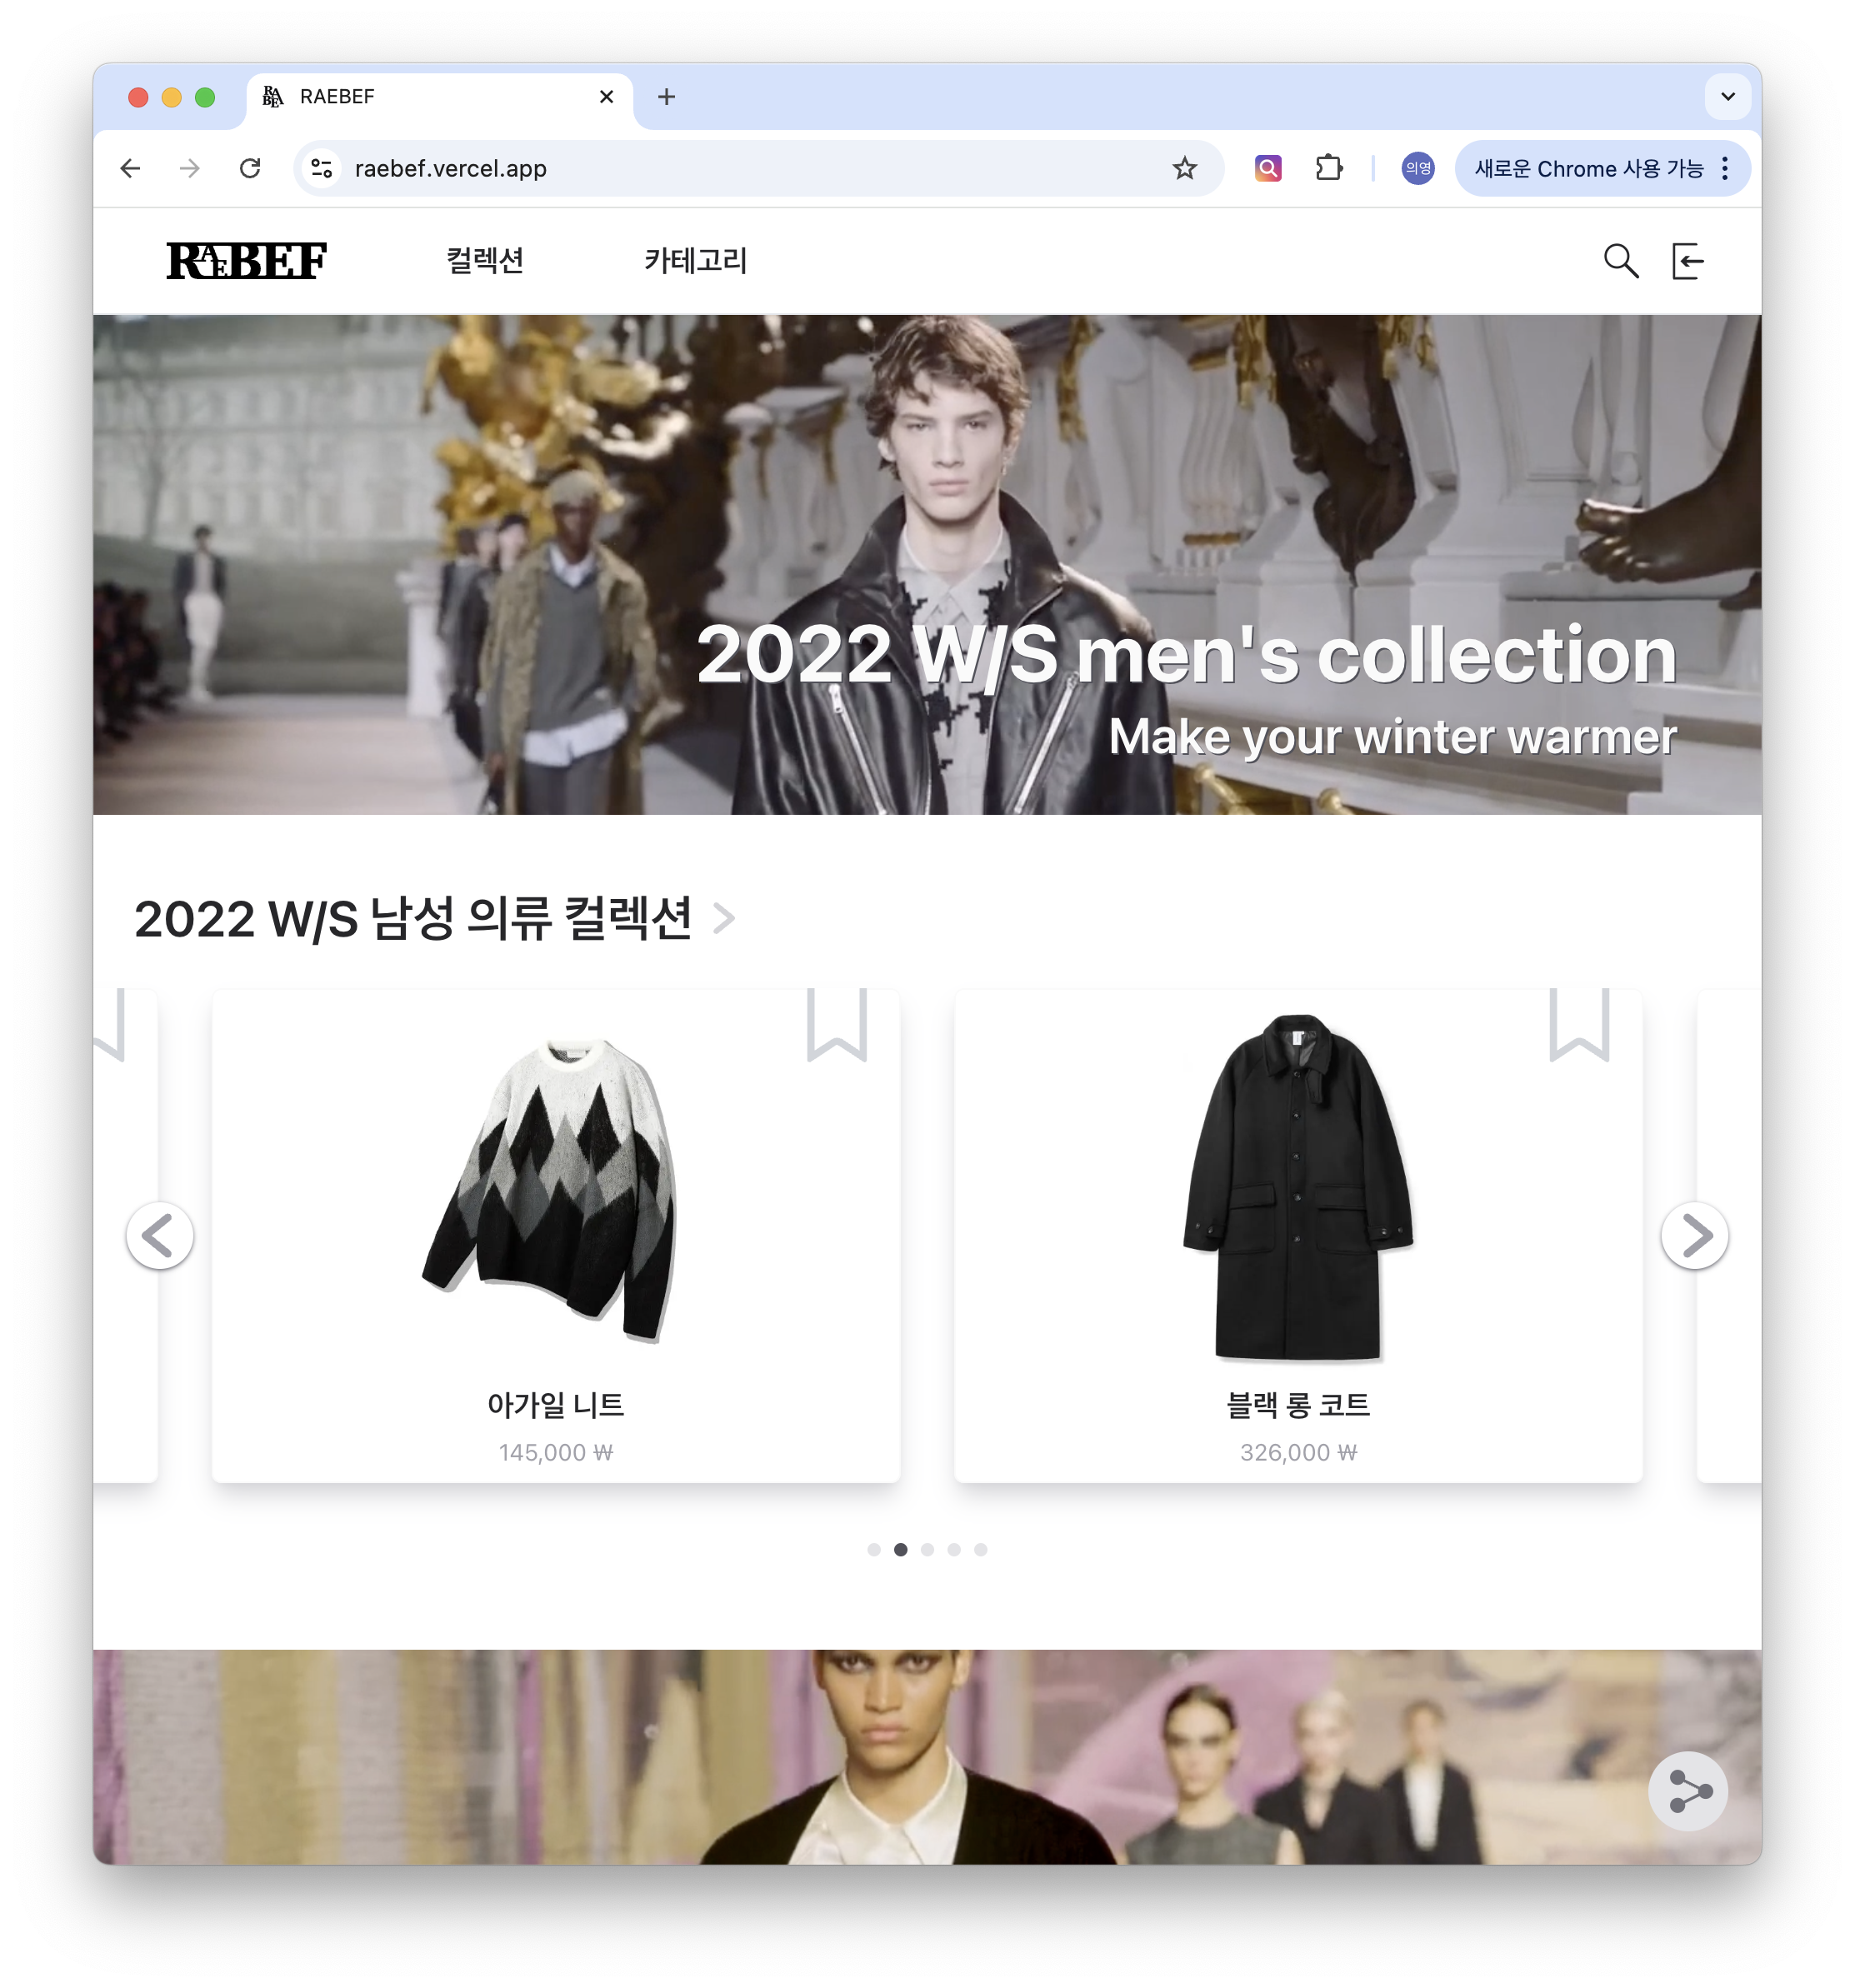 RAEBEF
raebef.vercel.app
의영
새로운 Chrome 사용 가능
RAEBEF
컬렉션
카테고리
2022 W/S men's collection
Make your winter warmer
2022 W/S 남성 의류 컬렉션
아가일 니트
145,000 ₩
블랙 롱 코트
326,000 ₩